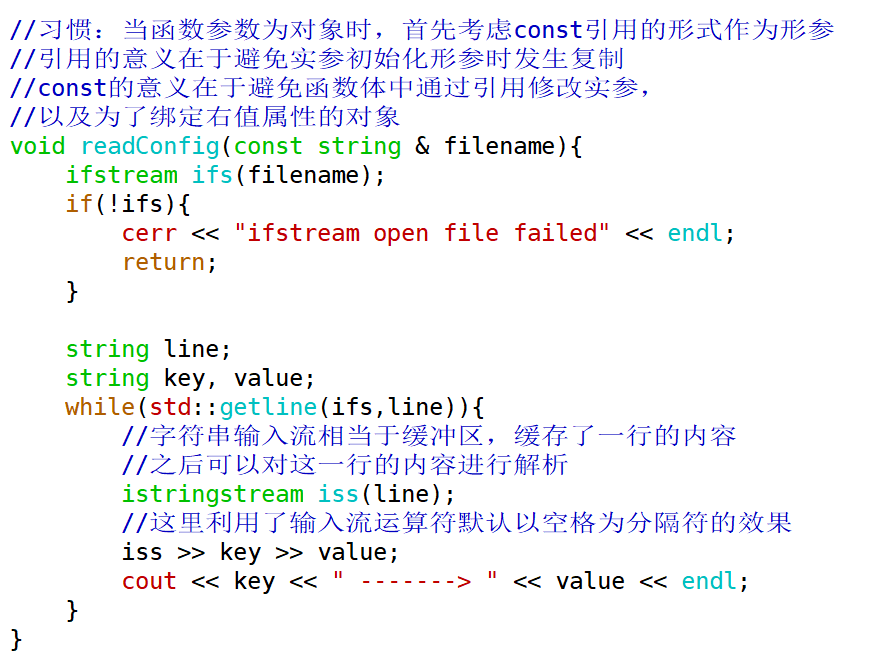 //习惯：当函数参数为对象时，首先考虑const引用的形式作为形参
//引用的意义在于避免实参初始化形参时发生复制
//const的意义在于避免函数体中通过引用修改实参，
//以及为了绑定右值属性的对象
void readConfig(const string & filename){
    ifstream ifs(filename);
    if(!ifs){
        cerr << "ifstream open file failed" << endl;
        return;
    }

    string line;
    string key, value;
    while(std::getline(ifs,line)){
        //字符串输入流相当于缓冲区，缓存了一行的内容
        //之后可以对这一行的内容进行解析
        istringstream iss(line);
        //这里利用了输入流运算符默认以空格为分隔符的效果
        iss >> key >> value;
        cout << key << " -------> " << value << endl;
    }
}